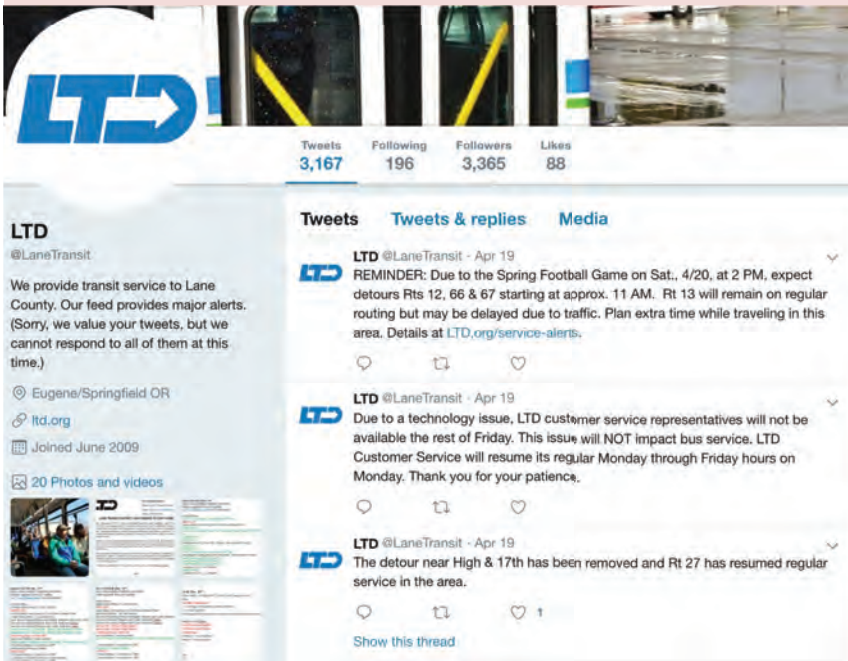 LTD
Tweets Following Followers Likes
3,167 196 3,365 88
LTD
@LaneTransit
We provide transit service to Lane
County. Our feed provides major alerts.
(Sorry, we value your tweets, but we
cannot respond to all of them at this
time.)
Eugene/Springfield OR
ltd.org
Joined June 2009
20 Photos and videos
Tweets Tweets & replies Media
LTD
LTD @LaneTransit · Apr 19
REMINDER: Due to the Spring Football Game on Sat., 4/20, at 2 PM, expect
detours Rts 12, 66 & 67 starting at approx. 11 AM. Rt 13 will remain on regular
routing but may be delayed due to traffic. Plan extra time while traveling in this
area. Details at LTD.org/service-alerts.
LTD
LTD @LaneTransit · Apr 19
Due to a technology issue, LTD customer service representatives will not be
available the rest of Friday. This issue will NOT impact bus service. LTD
Customer Service will resume its regular Monday through Friday hours on
Monday. Thank you for your patience.
LTD
LTD @LaneTransit · Apr 19
The detour near High & 17th has been removed and Rt 27 has resumed regular
service in the area.
1
Show this thread